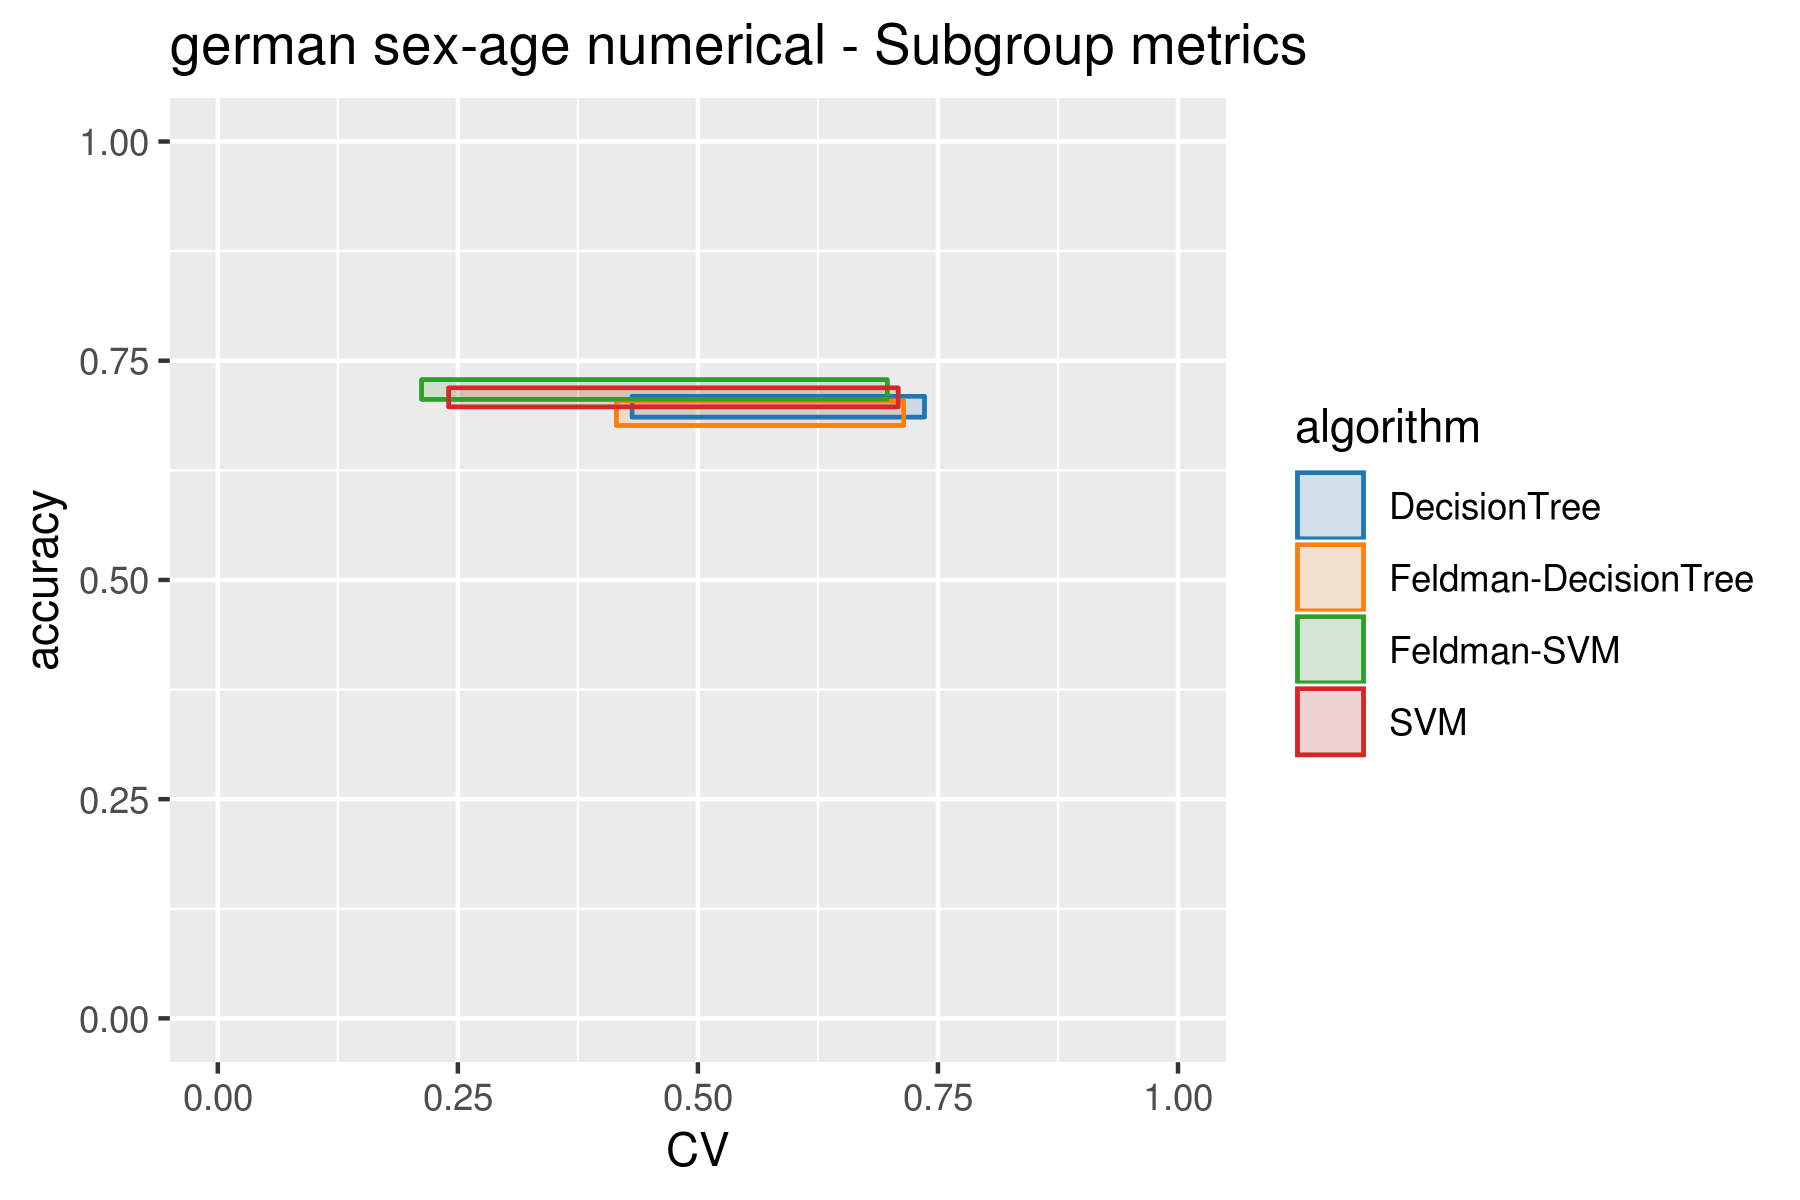 german sex-age numerical - Subgroup metrics
1.00
0.75
0.50
0.25
0.00
accuracy
0.00 0.25 0.50 0.75 1.00
CV
algorithm
DecisionTree
Feldman-DecisionTree
Feldman-SVM
SVM